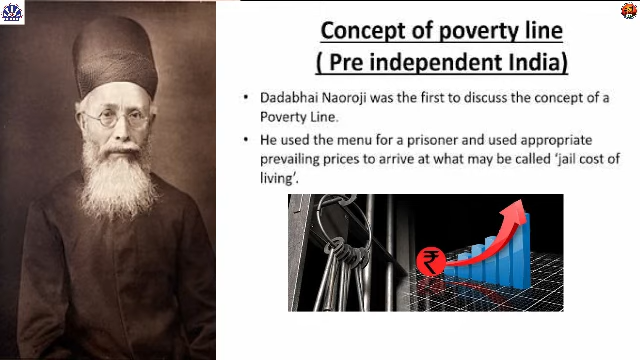 Concept of poverty line
( Pre independent India)
• Dadabhai Naoroji was the first to discuss the concept of a
Poverty Line.
• He used the menu for a prisoner and used appropriate
prevailing prices to arrive at what may be called ‘jail cost of
living’.
₹